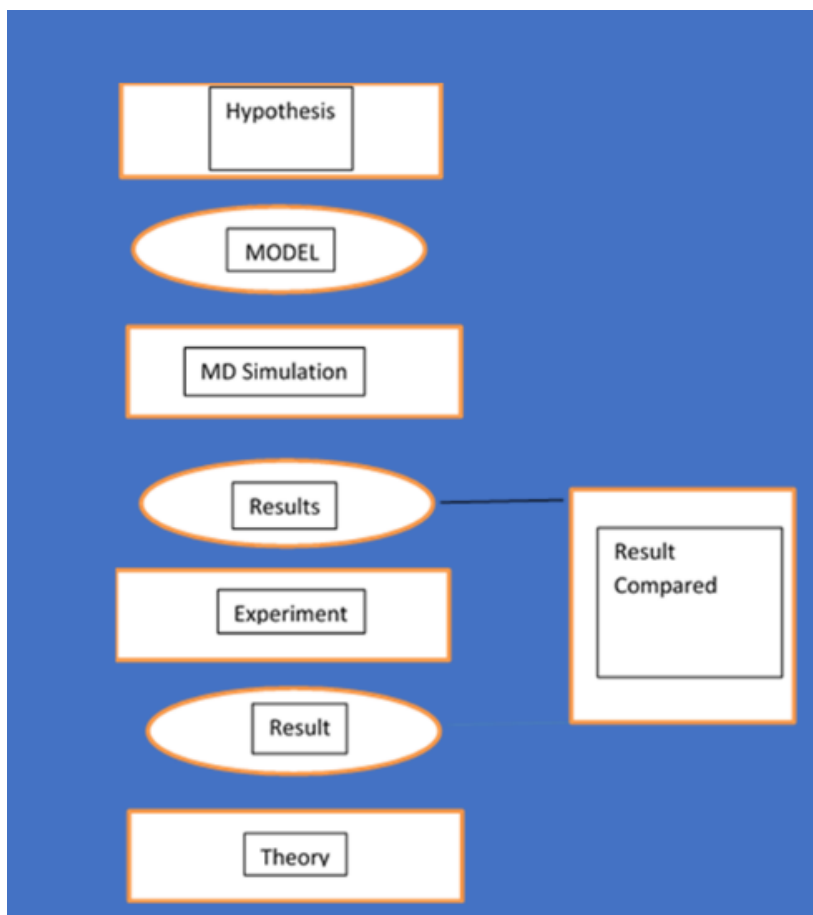 Hypothesis
MODEL
MD Simulation
Results
Experiment
Result
Theory
Result
Compared